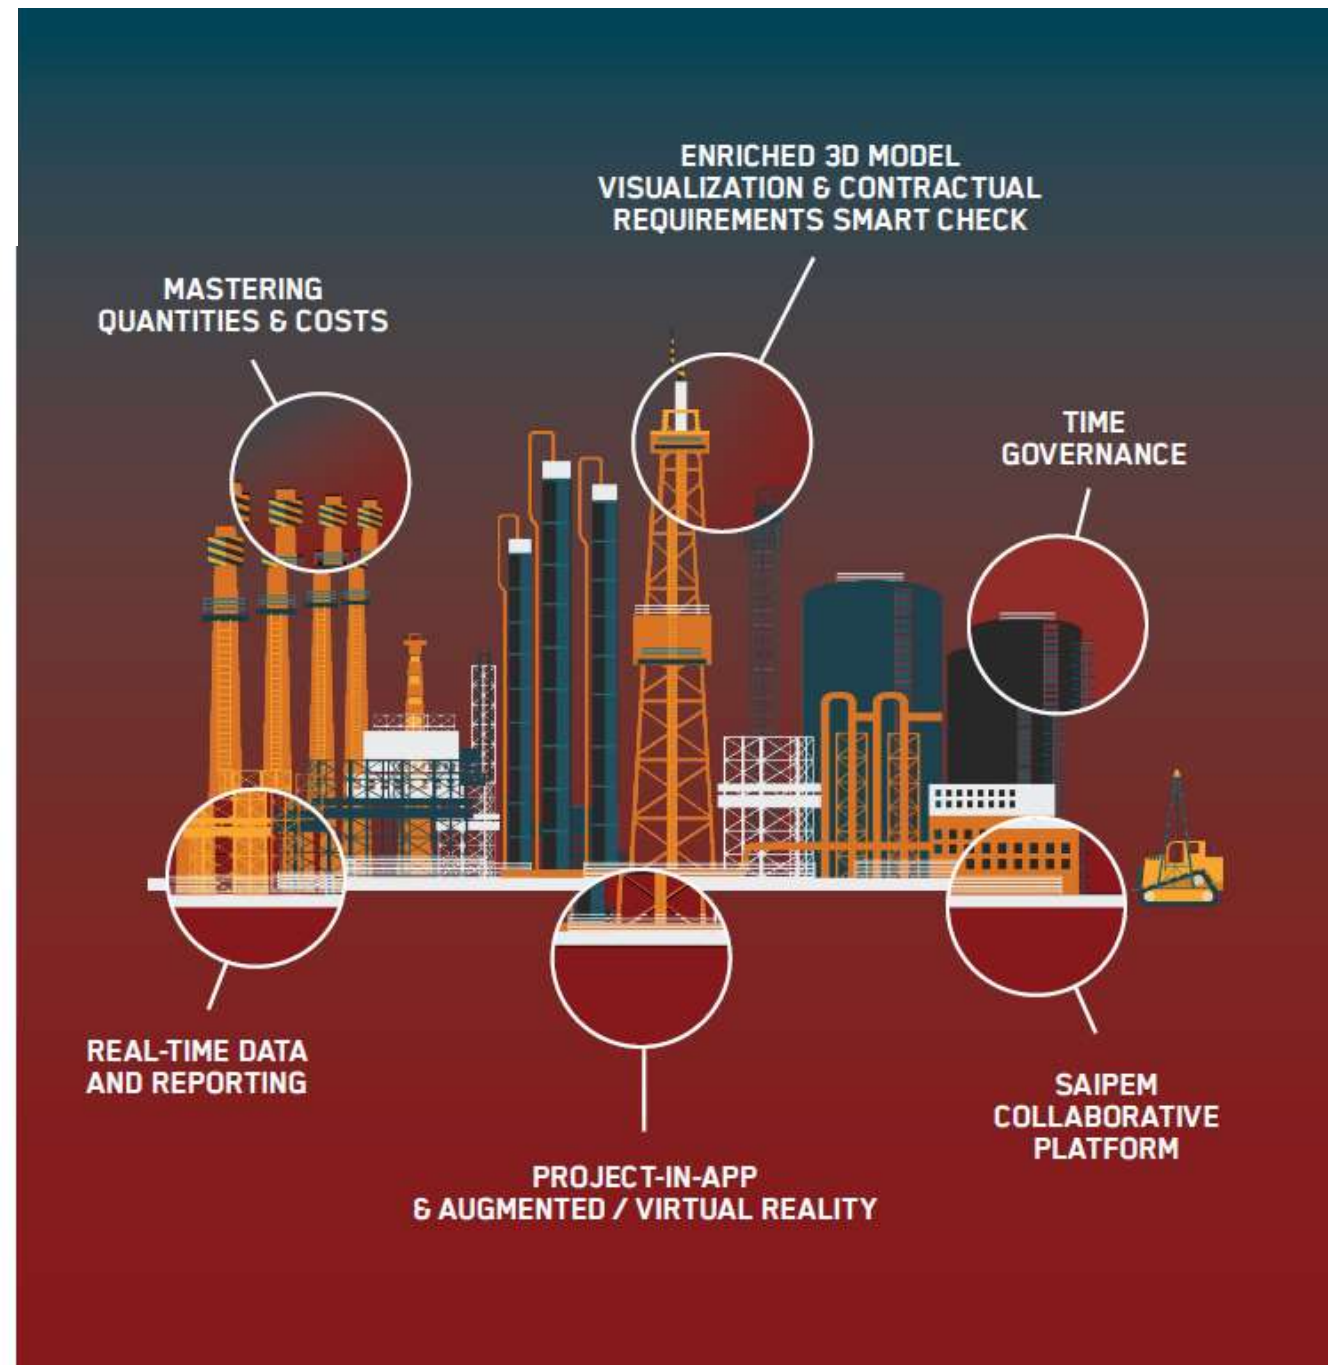 ENRICHED 3D MODEL
VISUALIZATION & CONTRACTUAL
REQUIREMENTS SMART CHECK
MASTERING
QUANTITIES & COSTS
TIME
GOVERNANCE
REAL-TIME DATA
AND REPORTING
SAIPEM
COLLABORATIVE
PLATFORM
PROJECT-IN-APP
& AUGMENTED / VIRTUAL REALITY